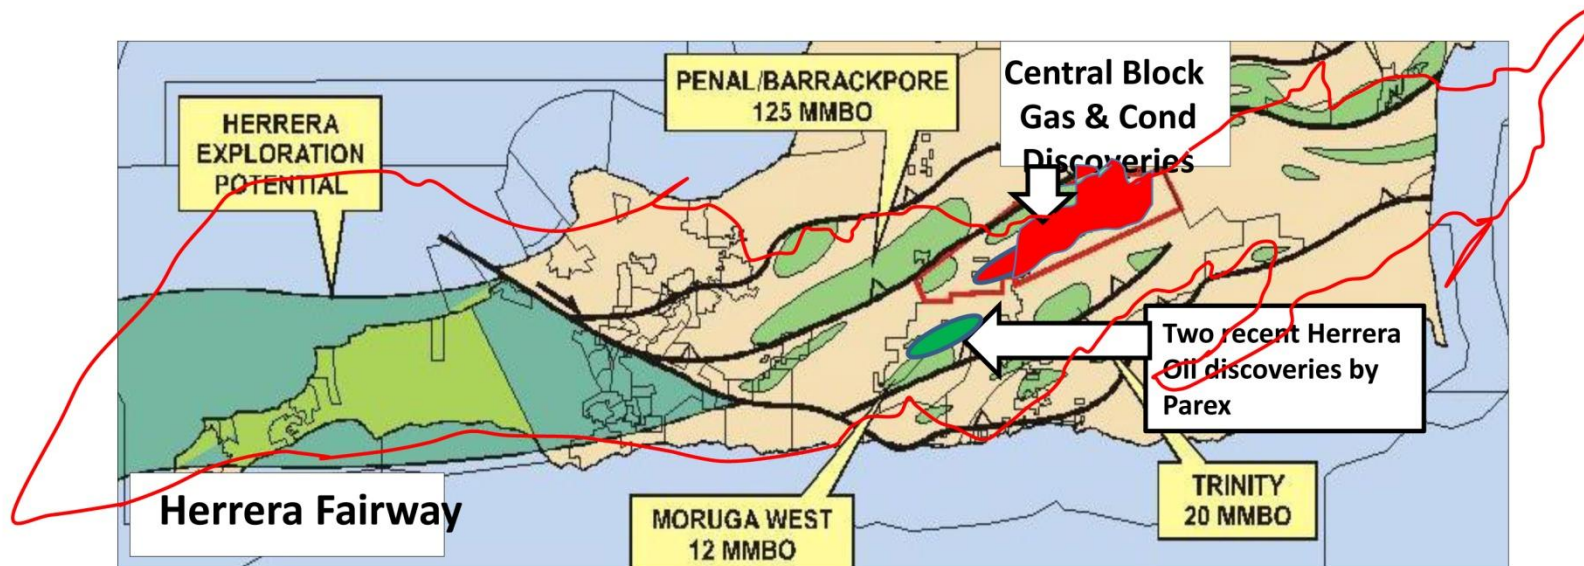 HERRERA
EXPLORATION
POTENTIAL
PENAL/BARRACKPORE
125 MMBO
Central Block
Gas & Cond
Discoveries
Two recent Herrera
Oil discoveries by
Parex
Herrera Fairway
MORUGA WEST
12 MMBO
TRINITY
20 MMBO